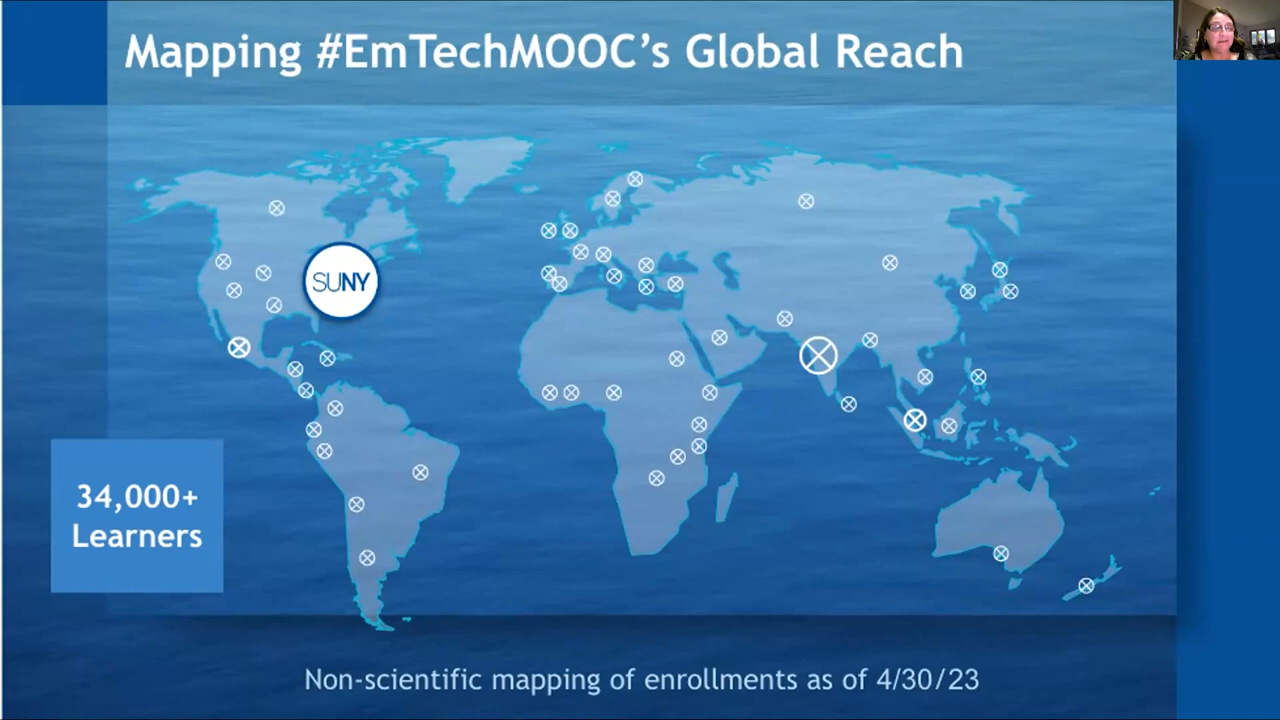 Mapping #EmTechMOOC's Global Reach
SUNY
34,000+
Learners
Non-scientific mapping of enrollments as of 4/30/23